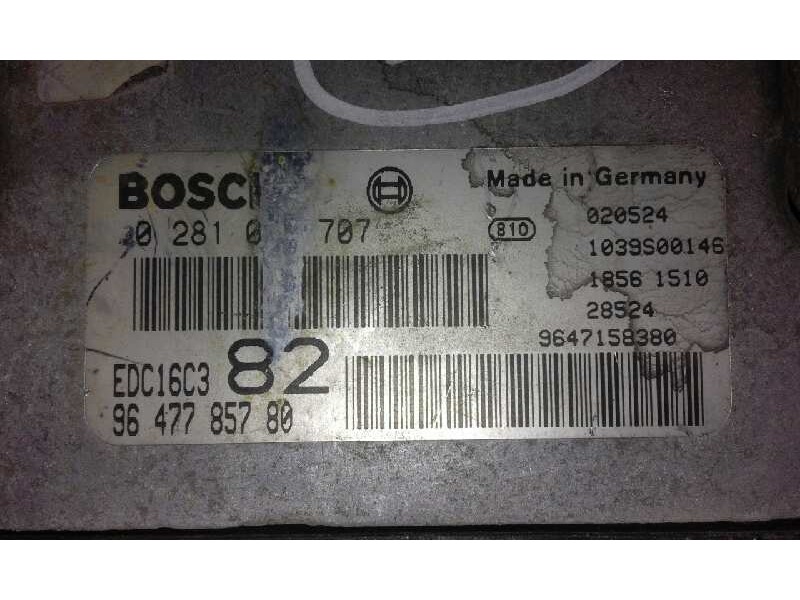 BOSCH
Made in Germany
0 281 0 707
810
020524
1039S00146
1856 1510
28524
9647158380
EDC16C3 82
96 477 857 80